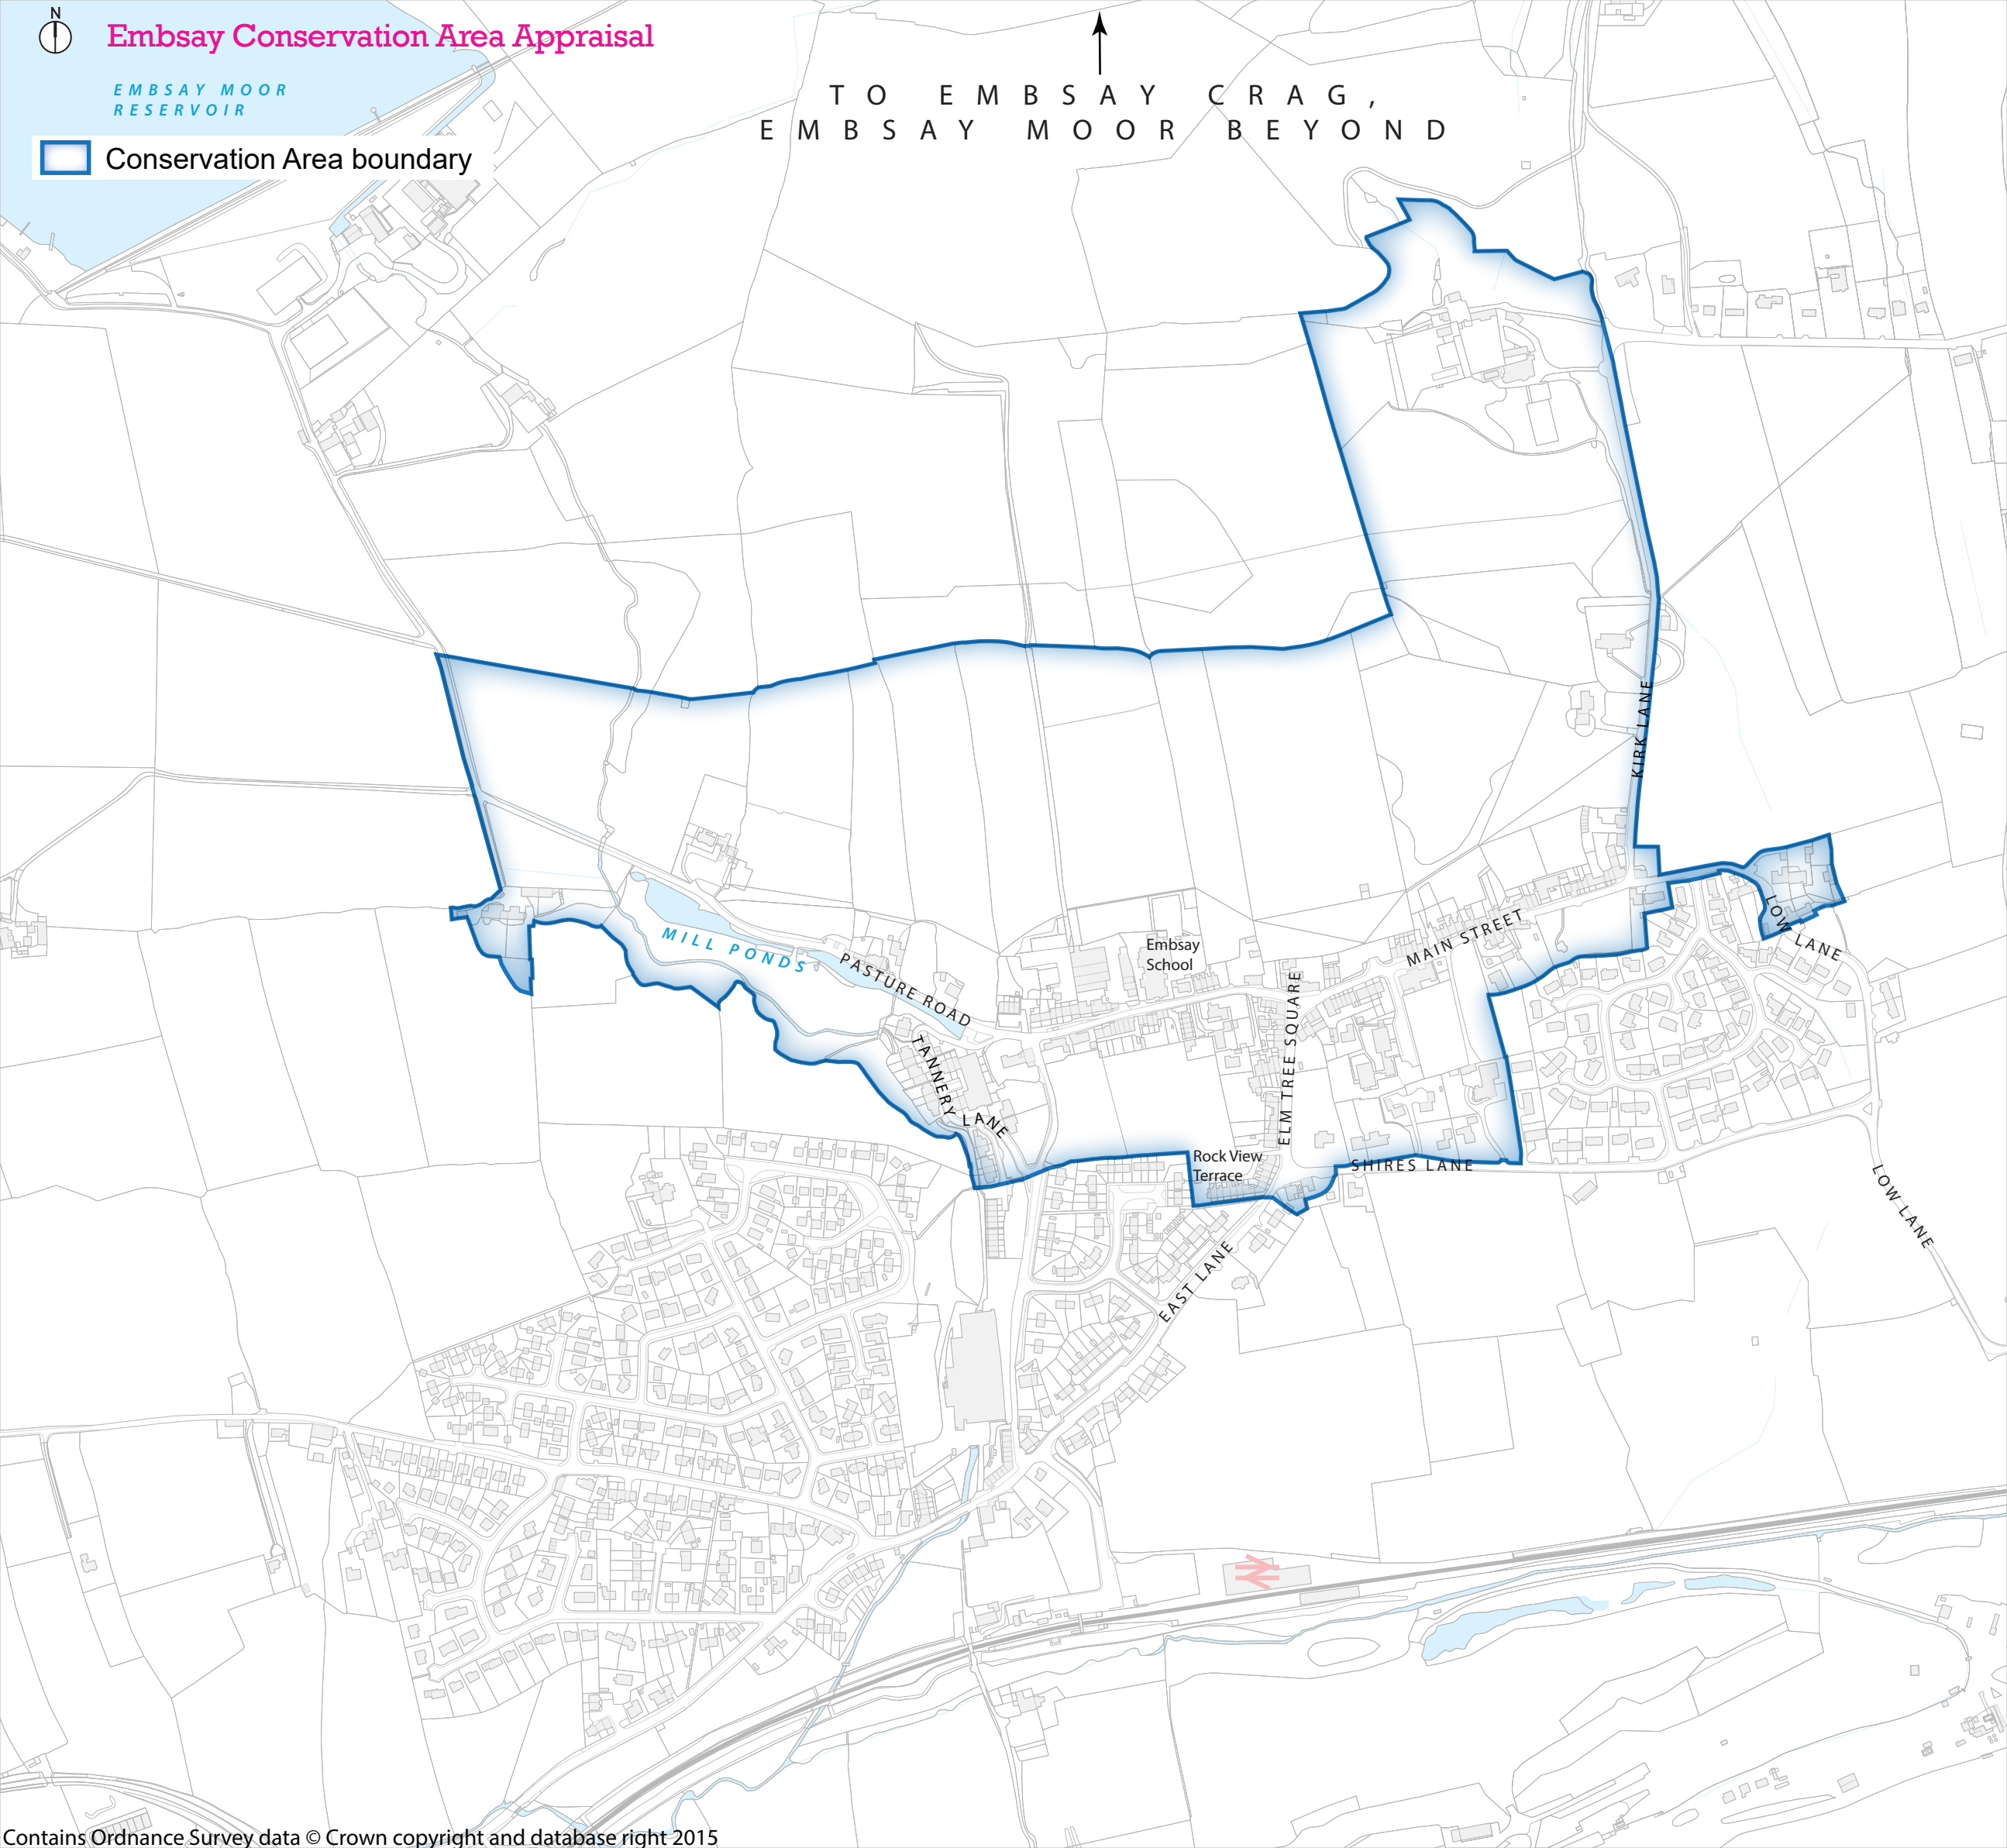 N
Embsay Conservation Area Appraisal
EMBSAY MOOR
RESERVOIR
Conservation Area boundary
TO EMBSAY CRAG,
EMBSAY MOOR BEYOND
KIRK LANE
LOW LANE
MAIN STREET
Embsay
School
MILL PONDS
PASTURE ROAD
ELM TREE SQUARE
TANNERY LANE
Rock View
Terrace
SHIRES LANE
LOW LANE
EAST LANE
Contains Ordnance Survey data © Crown copyright and database right 2015